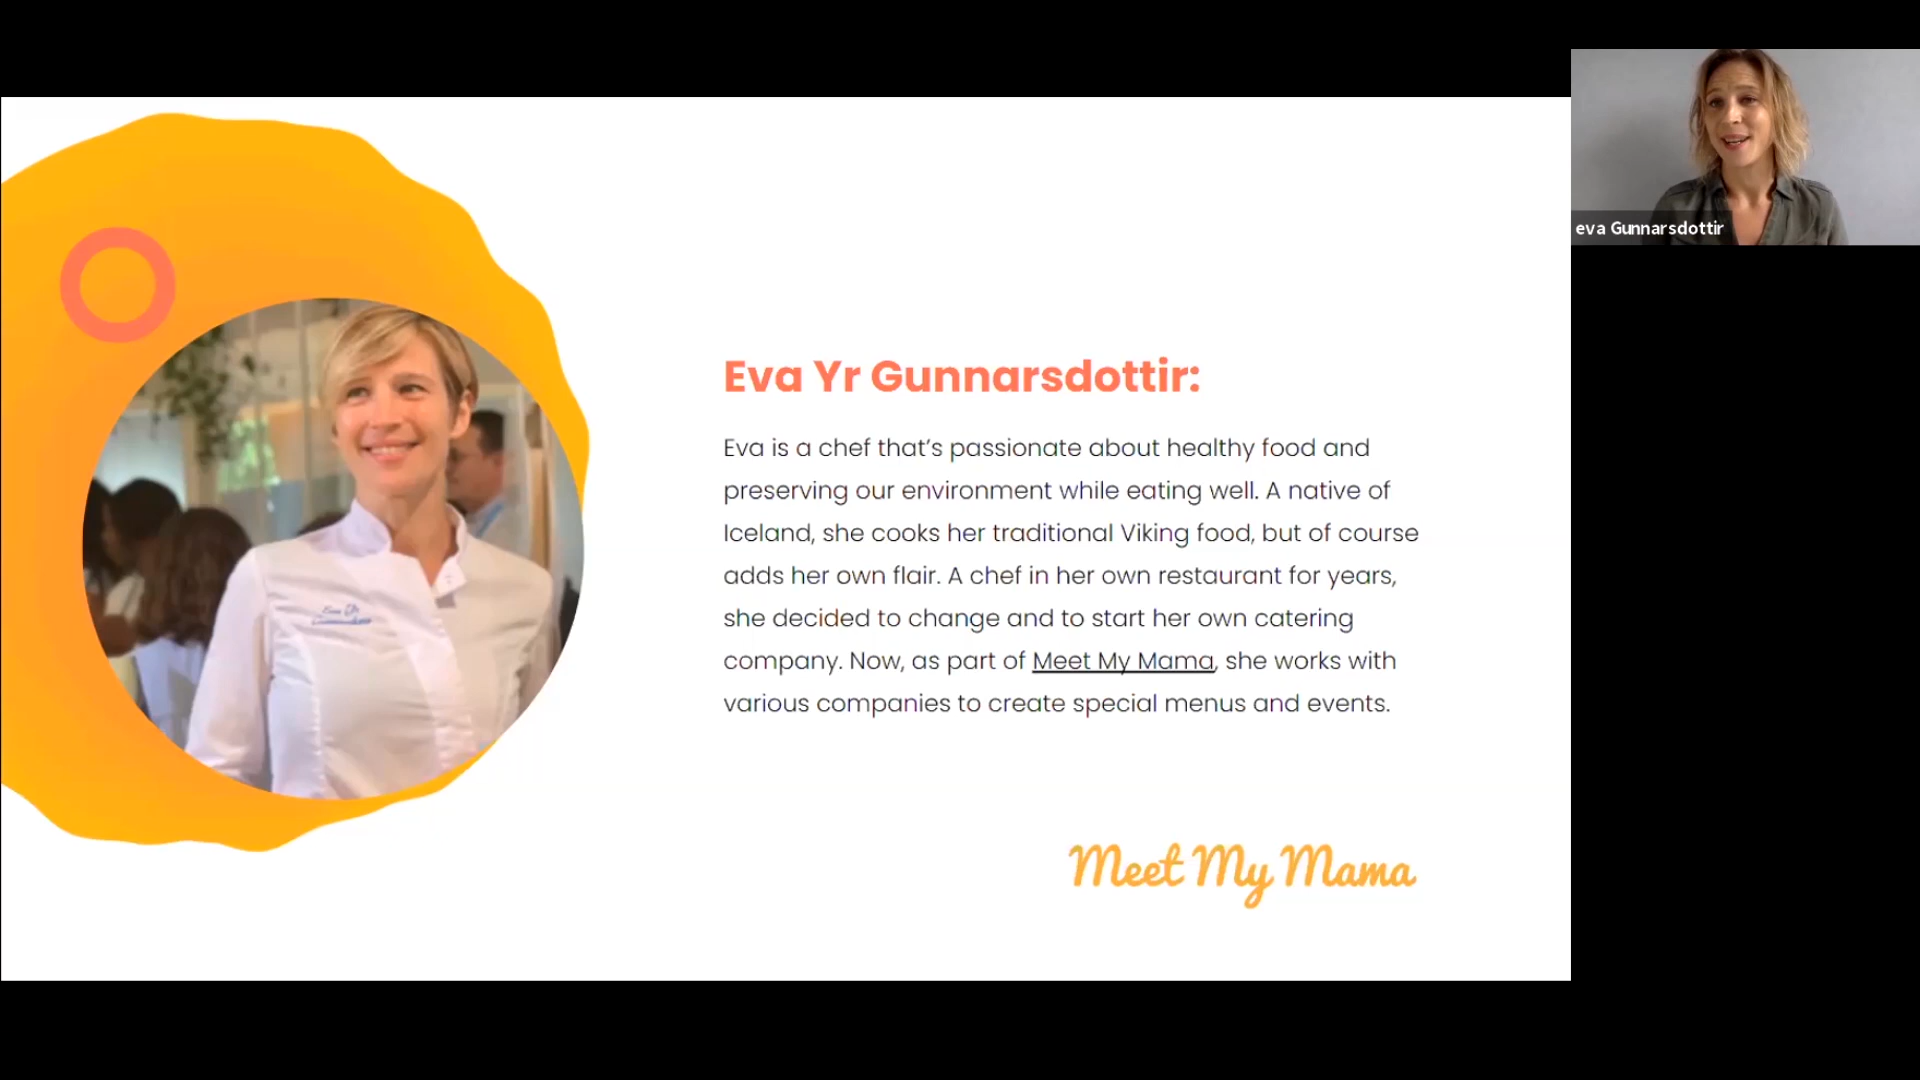 eva Gunnarsdottir
Eva Yr Gunnarsdottir:
Eva is a chef that's passionate about healthy food and
preserving our environment while eating well. A native of
Iceland, she cooks her traditional Viking food, but of course
adds her own flair. A chef in her own restaurant for years,
she decided to change and to start her own catering
company. Now, as part of Meet My Mama, she works with
various companies to create special menus and events.
Meet My Mama